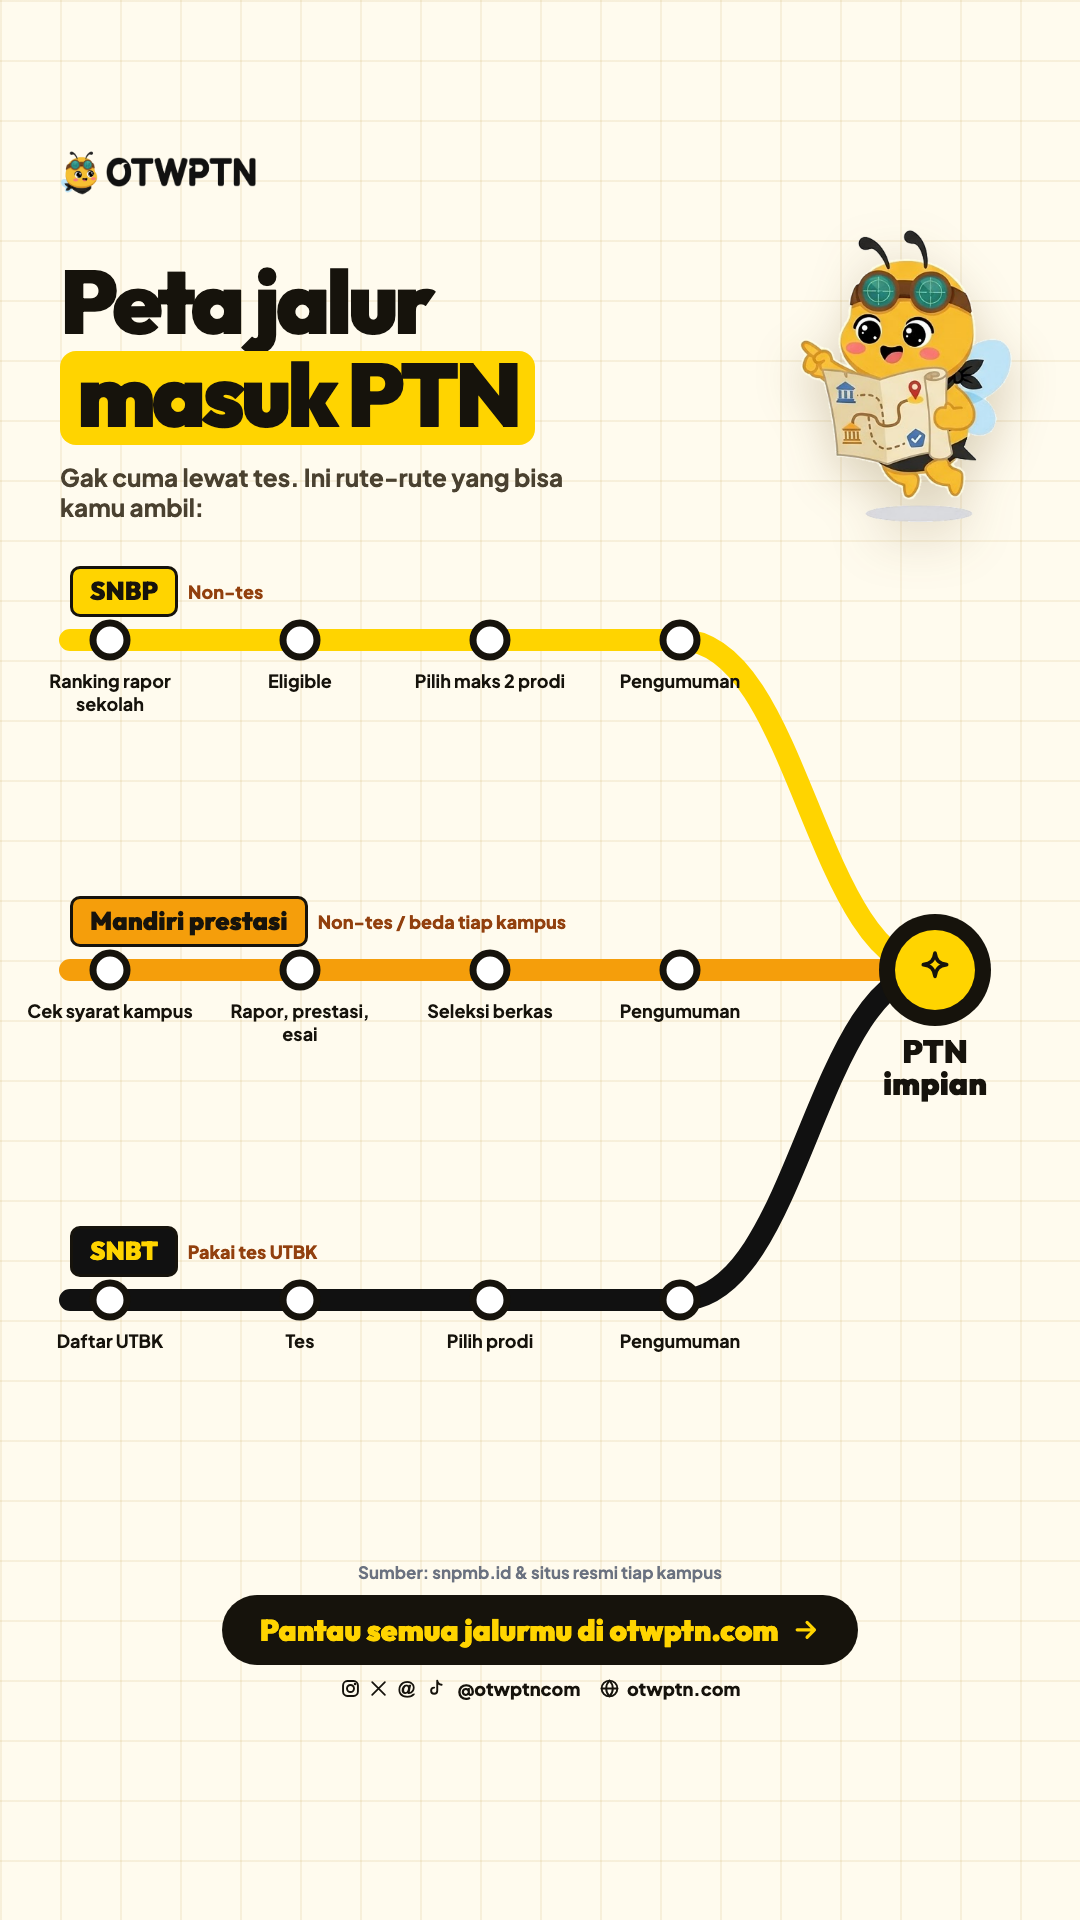 OTWPTN
Peta jalur
masuk PTN
Gak cuma lewat tes. Ini rute-rute yang bisa
kamu ambil:
SNBP
Non-tes
Ranking rapor
sekolah
Eligible
Pilih maks 2 prodi
Pengumuman
Mandiri prestasi
Non-tes / beda tiap kampus
Cek syarat kampus
Rapor, prestasi,
esai
Seleksi berkas
Pengumuman
PTN
impian
SNBT
Pakai tes UTBK
Daftar UTBK
Tes
Pilih prodi
Pengumuman
Sumber: snpmb.id & situs resmi tiap kampus
Pantau semua jalurmu di otwptn.com →
@otwptncom otwptn.com